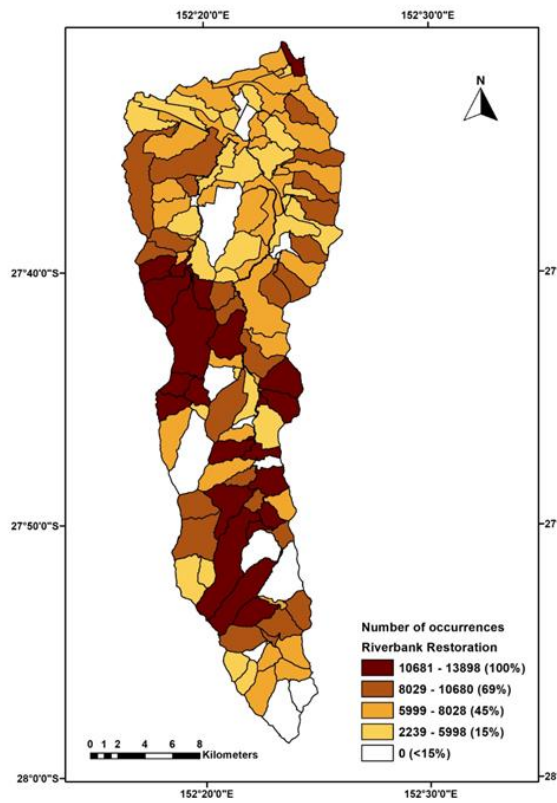 152°20'0"E 152°30'0"E
N
27°40'0"S 27°
27°50'0"S 27°
Number of occurrences
Riverbank Restoration
10681 - 13898 (100%)
8029 - 10680 (69%)
5999 - 8028 (45%)
2239 - 5998 (15%)
0 (<15%)
0 1 2 4 6 8
Kilometers
28°0'0"S 28
152°20'0"E 152°30'0"E